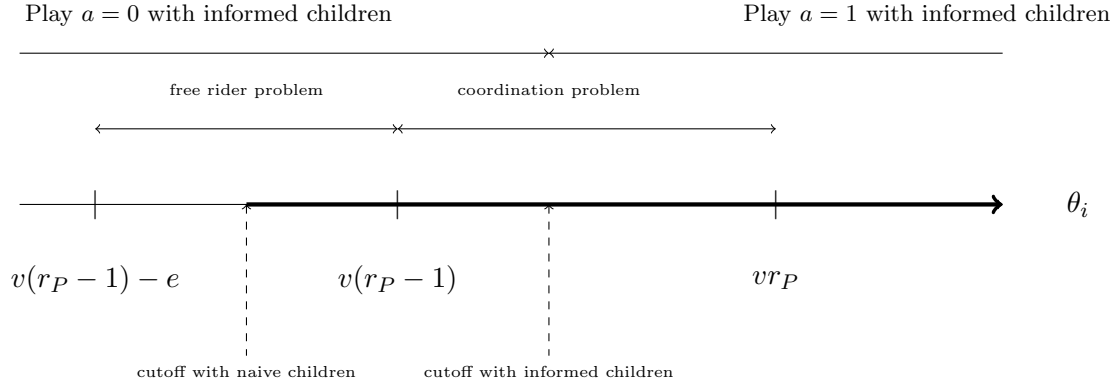 Play a = 0 with informed children
Play a = 1 with informed children
free rider problem
coordination problem
θ_i
v(r_P − 1) − e
v(r_P − 1)
vr_P
cutoff with naive children
cutoff with informed children